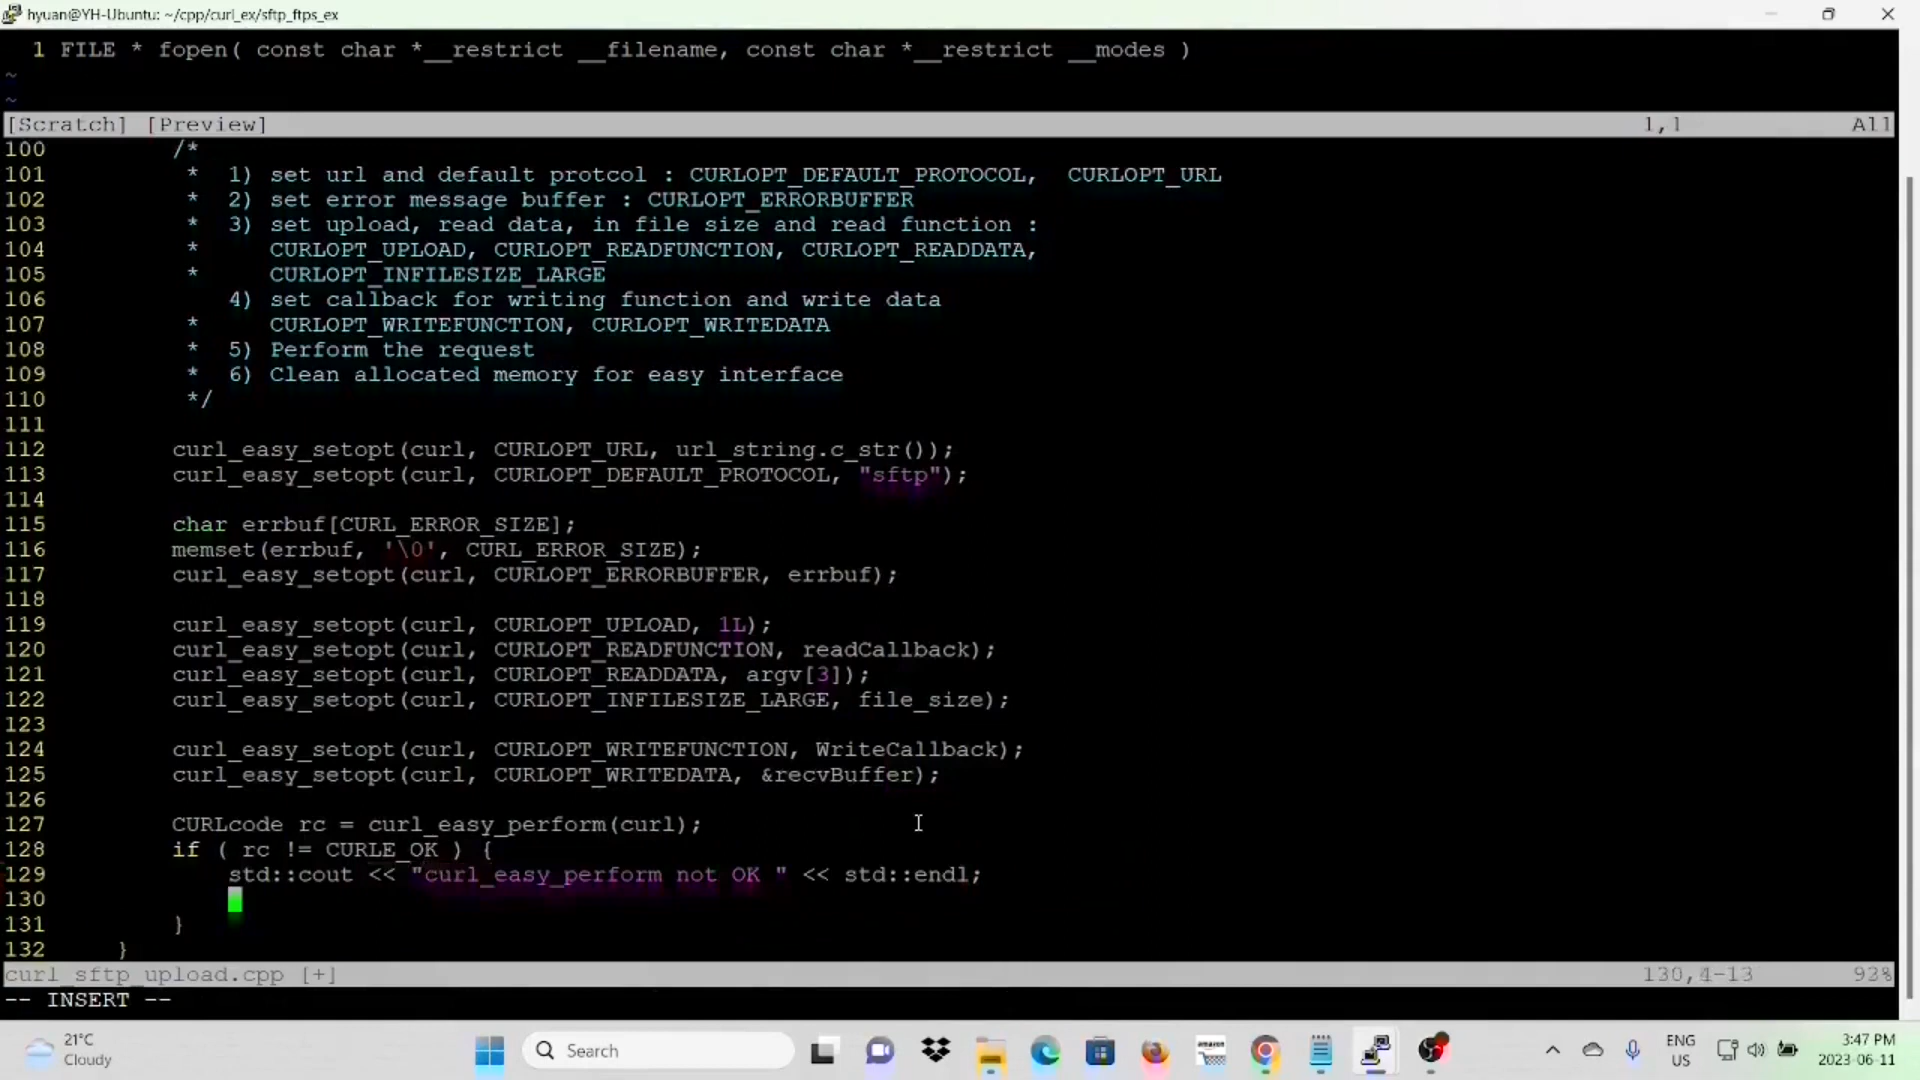 hyuan@YH-Ubuntu: ~/cpp/curl_ex/sftp_ftps_ex
1 FILE * fopen( const char *__restrict __filename, const char *__restrict __modes )
~
~
[Scratch] [Preview] 1,1 All
100 /*
101 * 1) set url and default protcol : CURLOPT_DEFAULT_PROTOCOL, CURLOPT_URL
102 * 2) set error message buffer : CURLOPT_ERRORBUFFER
103 * 3) set upload, read data, in file size and read function :
104 * CURLOPT_UPLOAD, CURLOPT_READFUNCTION, CURLOPT_READDATA,
105 * CURLOPT_INFILESIZE_LARGE
106 4) set callback for writing function and write data
107 * CURLOPT_WRITEFUNCTION, CURLOPT_WRITEDATA
108 * 5) Perform the request
109 * 6) Clean allocated memory for easy interface
110 */
111
112 curl_easy_setopt(curl, CURLOPT_URL, url_string.c_str());
113 curl_easy_setopt(curl, CURLOPT_DEFAULT_PROTOCOL, "sftp");
114
115 char errbuf[CURL_ERROR_SIZE];
116 memset(errbuf, '\0', CURL_ERROR_SIZE);
117 curl_easy_setopt(curl, CURLOPT_ERRORBUFFER, errbuf);
118
119 curl_easy_setopt(curl, CURLOPT_UPLOAD, 1L);
120 curl_easy_setopt(curl, CURLOPT_READFUNCTION, readCallback);
121 curl_easy_setopt(curl, CURLOPT_READDATA, argv[3]);
122 curl_easy_setopt(curl, CURLOPT_INFILESIZE_LARGE, file_size);
123
124 curl_easy_setopt(curl, CURLOPT_WRITEFUNCTION, WriteCallback);
125 curl_easy_setopt(curl, CURLOPT_WRITEDATA, &recvBuffer);
126
127 CURLcode rc = curl_easy_perform(curl);
128 if ( rc != CURLE_OK ) {
129 std::cout << "curl_easy_perform not OK " << std::endl;
130
131 }
132 }
curl_sftp_upload.cpp [+] 130,4-13 92%
-- INSERT --
21°C
Cloudy
Search
amazon
ENG
US
3:47 PM
2023-06-11